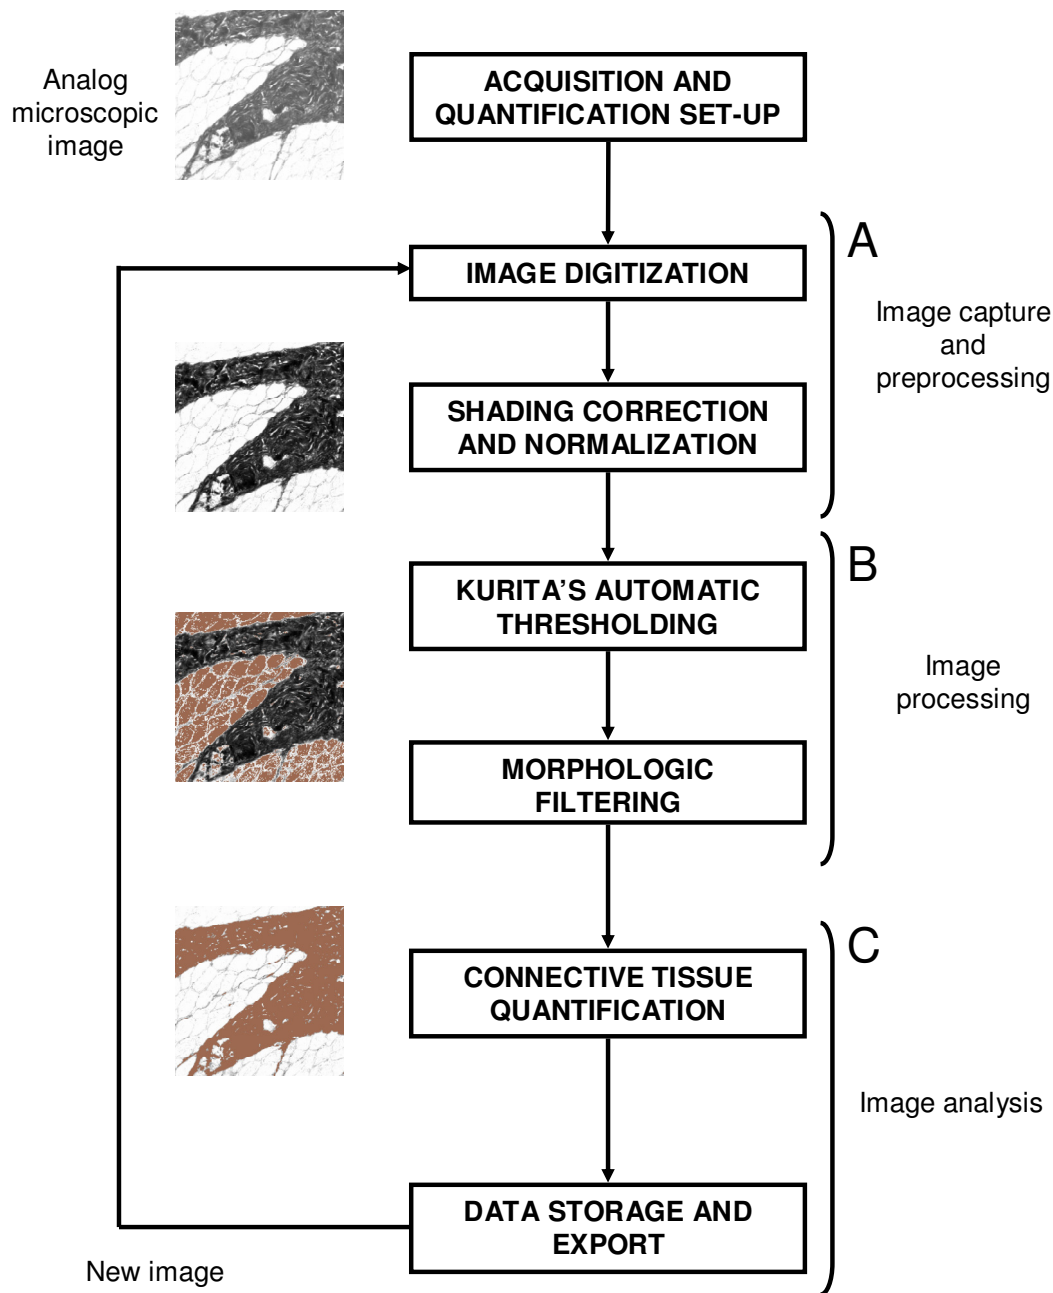 Analog
microscopic
image
ACQUISITION AND
QUANTIFICATION SET-UP
A
IMAGE DIGITIZATION
Image capture
and
preprocessing
SHADING CORRECTION
AND NORMALIZATION
B
KURITA'S AUTOMATIC
THRESHOLDING
Image
processing
MORPHOLOGIC
FILTERING
C
CONNECTIVE TISSUE
QUANTIFICATION
Image analysis
DATA STORAGE AND
EXPORT
New image